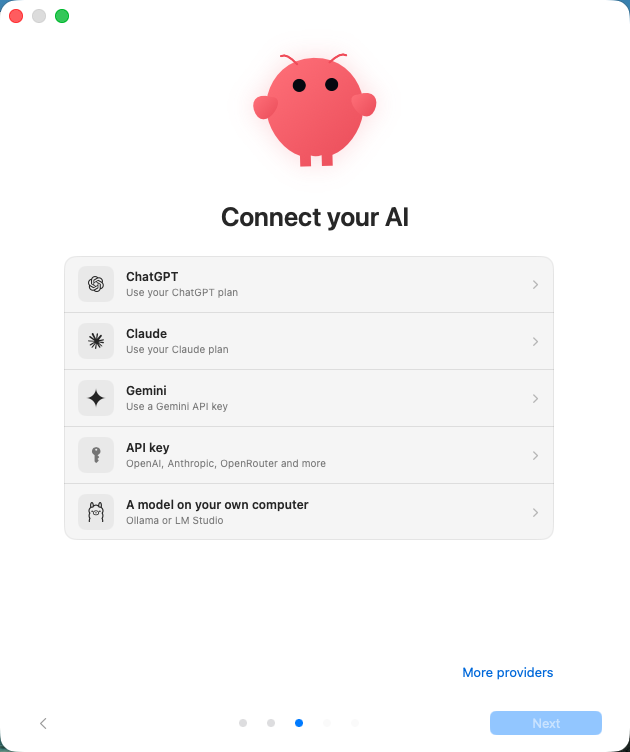 Connect your AI
ChatGPT
Use your ChatGPT plan
Claude
Use your Claude plan
Gemini
Use a Gemini API key
API key
OpenAI, Anthropic, OpenRouter and more
A model on your own computer
Ollama or LM Studio
More providers
Next